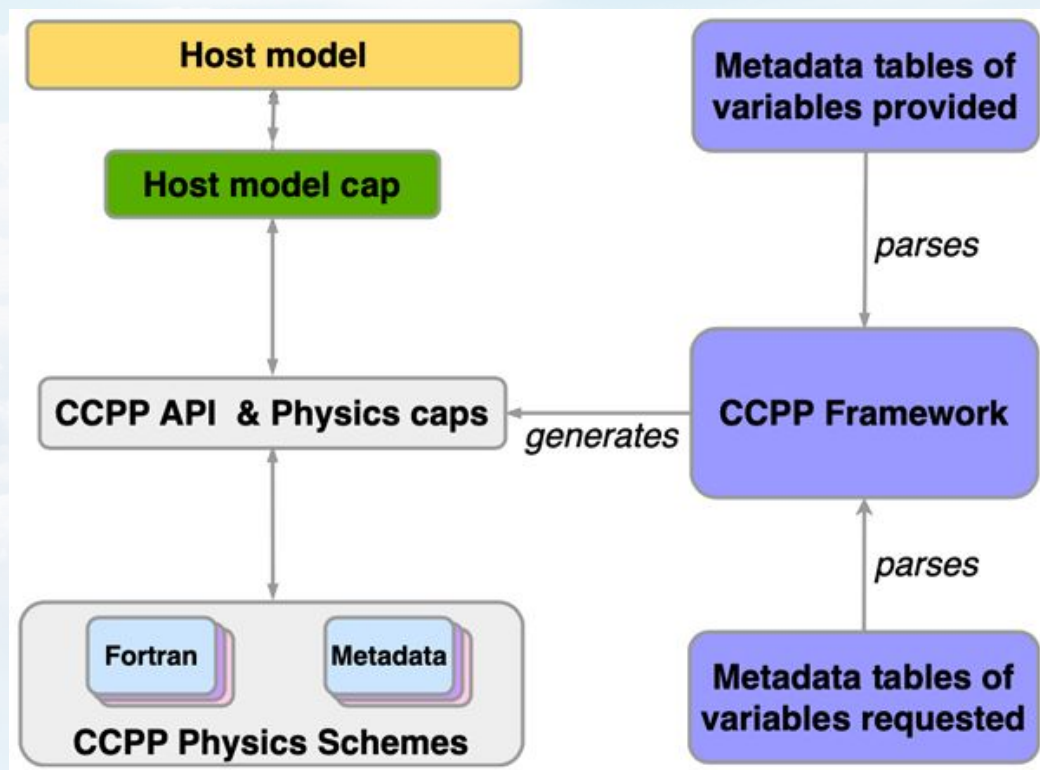 Host model
Host model cap
CCPP API & Physics caps
Fortran
Metadata
CCPP Physics Schemes
Metadata tables of
variables provided
parses
CCPP Framework
generates
parses
Metadata tables of
variables requested